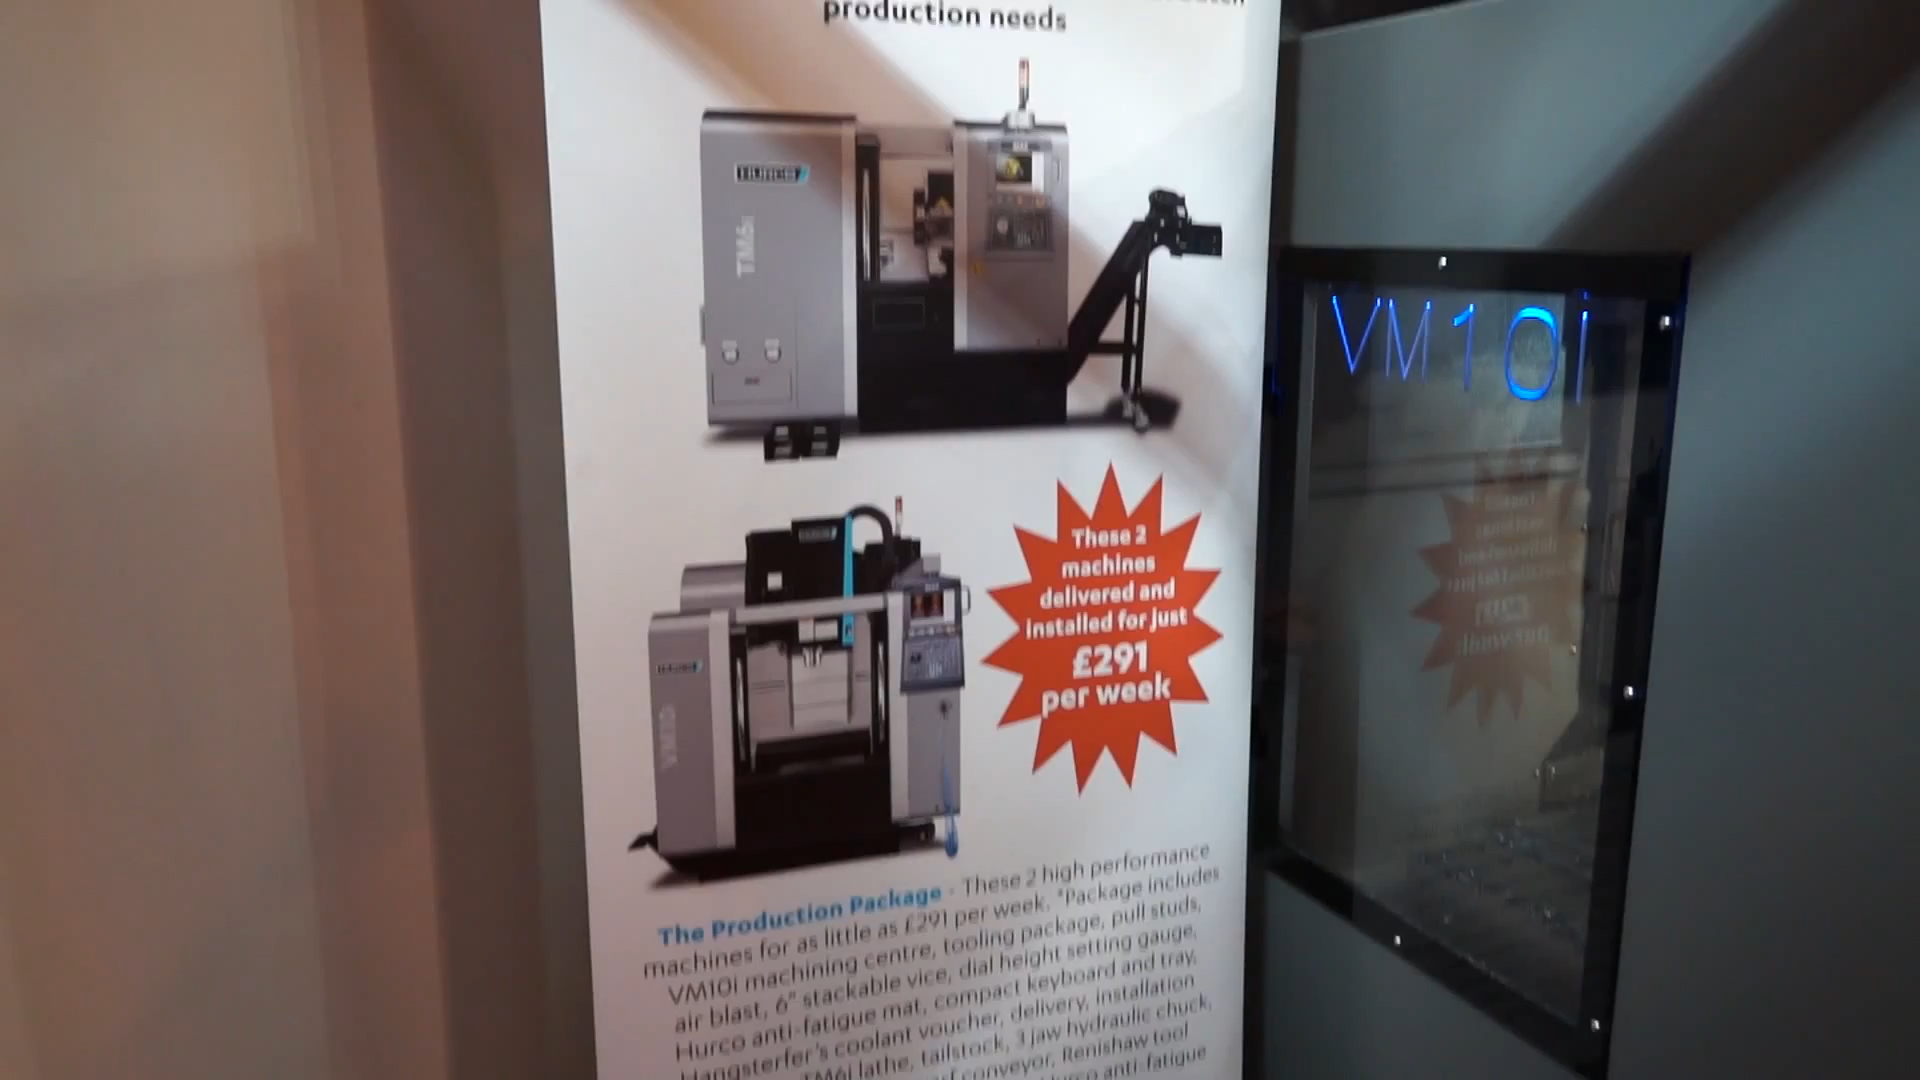 production needs
HURCO
TM6i
HURCO
HURCO
VM10i
These 2
machines
delivered and
installed for just
£291
per week
The Production Package - These 2 high performance
machines for as little as £291 per week. *Package includes
VM10i machining centre, tooling package, pull studs,
air blast, 6" stackable vice, dial height setting gauge,
Hurco anti-fatigue mat, compact keyboard and tray,
Hangsterfer's coolant voucher, delivery, installation
TM6i lathe, tailstock, 3 jaw hydraulic chuck,
conveyor, Renishaw tool
Hurco anti-fatigue
VM10i